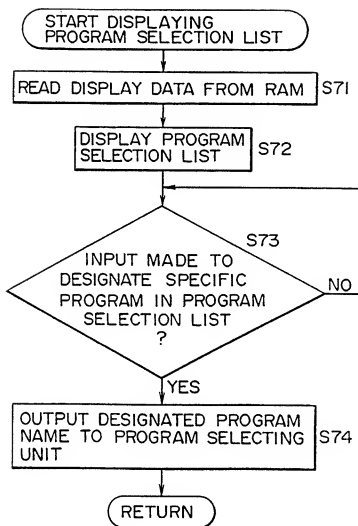 START DISPLAYING
PROGRAM SELECTION LIST
READ DISPLAY DATA FROM RAM
S71
DISPLAY PROGRAM
SELECTION LIST
S72
S73
INPUT MADE TO
DESIGNATE SPECIFIC
PROGRAM IN PROGRAM
SELECTION LIST
?
NO
YES
OUTPUT DESIGNATED PROGRAM
NAME TO PROGRAM SELECTING
UNIT
S74
RETURN